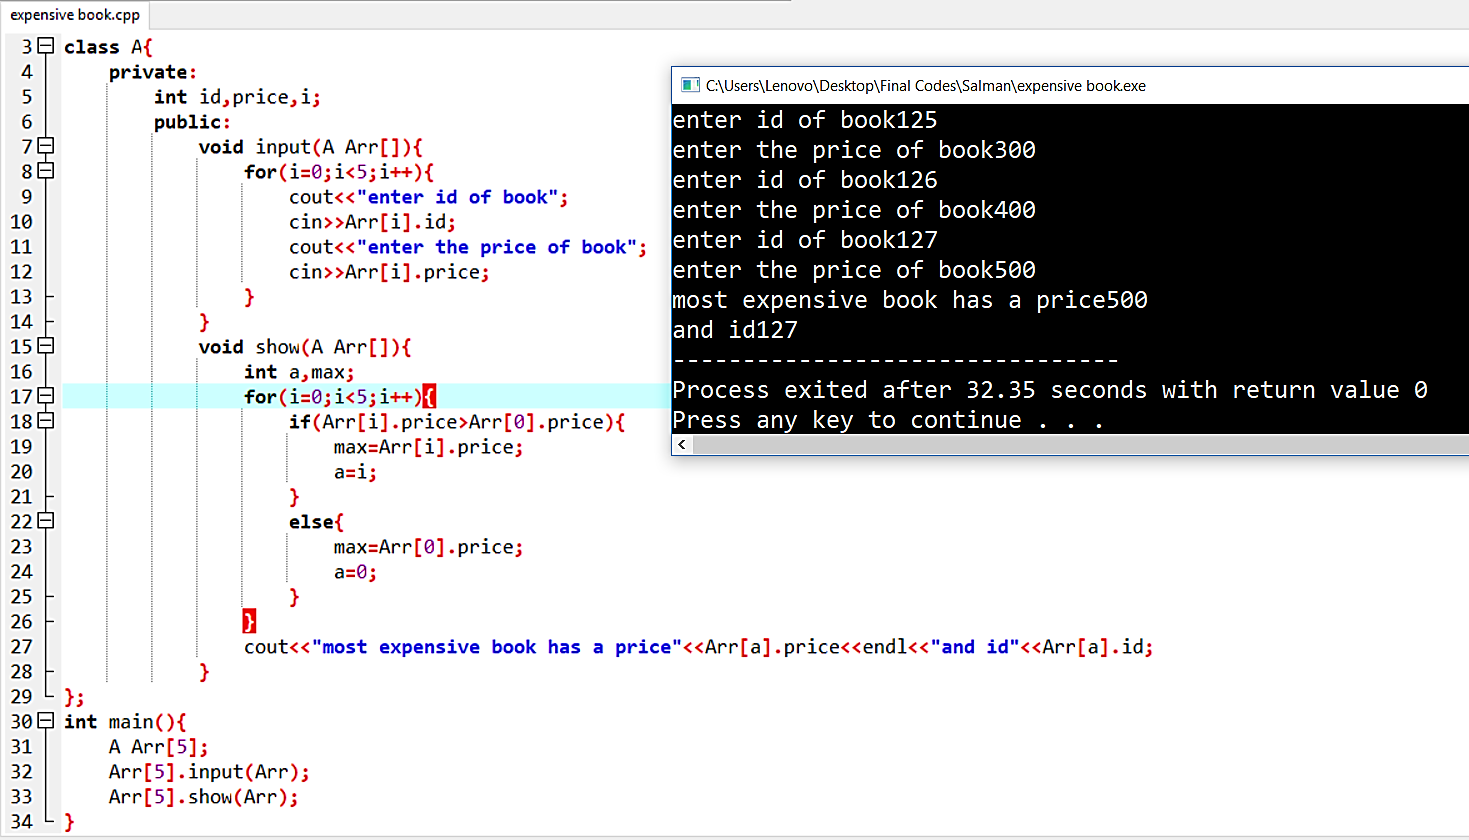 expensive book.cpp
3 class A{
4 private:
5 int id,price,i;
6 public:
7 void input(A Arr[]){
8 for(i=0;i<5;i++){
9 cout<<"enter id of book";
10 cin>>Arr[i].id;
11 cout<<"enter the price of book";
12 cin>>Arr[i].price;
13 }
14 }
15 void show(A Arr[]){
16 int a,max;
17 for(i=0;i<5;i++){
18 if(Arr[i].price>Arr[0].price){
19 max=Arr[i].price;
20 a=i;
21 }
22 else{
23 max=Arr[0].price;
24 a=0;
25 }
26 }
27 cout<<"most expensive book has a price"<<Arr[a].price<<endl<<"and id"<<Arr[a].id;
28 }
29 };
30 int main(){
31 A Arr[5];
32 Arr[5].input(Arr);
33 Arr[5].show(Arr);
34 }
C:\Users\Lenovo\Desktop\Final Codes\Salman\expensive book.exe
enter id of book125
enter the price of book300
enter id of book126
enter the price of book400
enter id of book127
enter the price of book500
most expensive book has a price500
and id127
--------------------------------
Process exited after 32.35 seconds with return value 0
Press any key to continue . . .